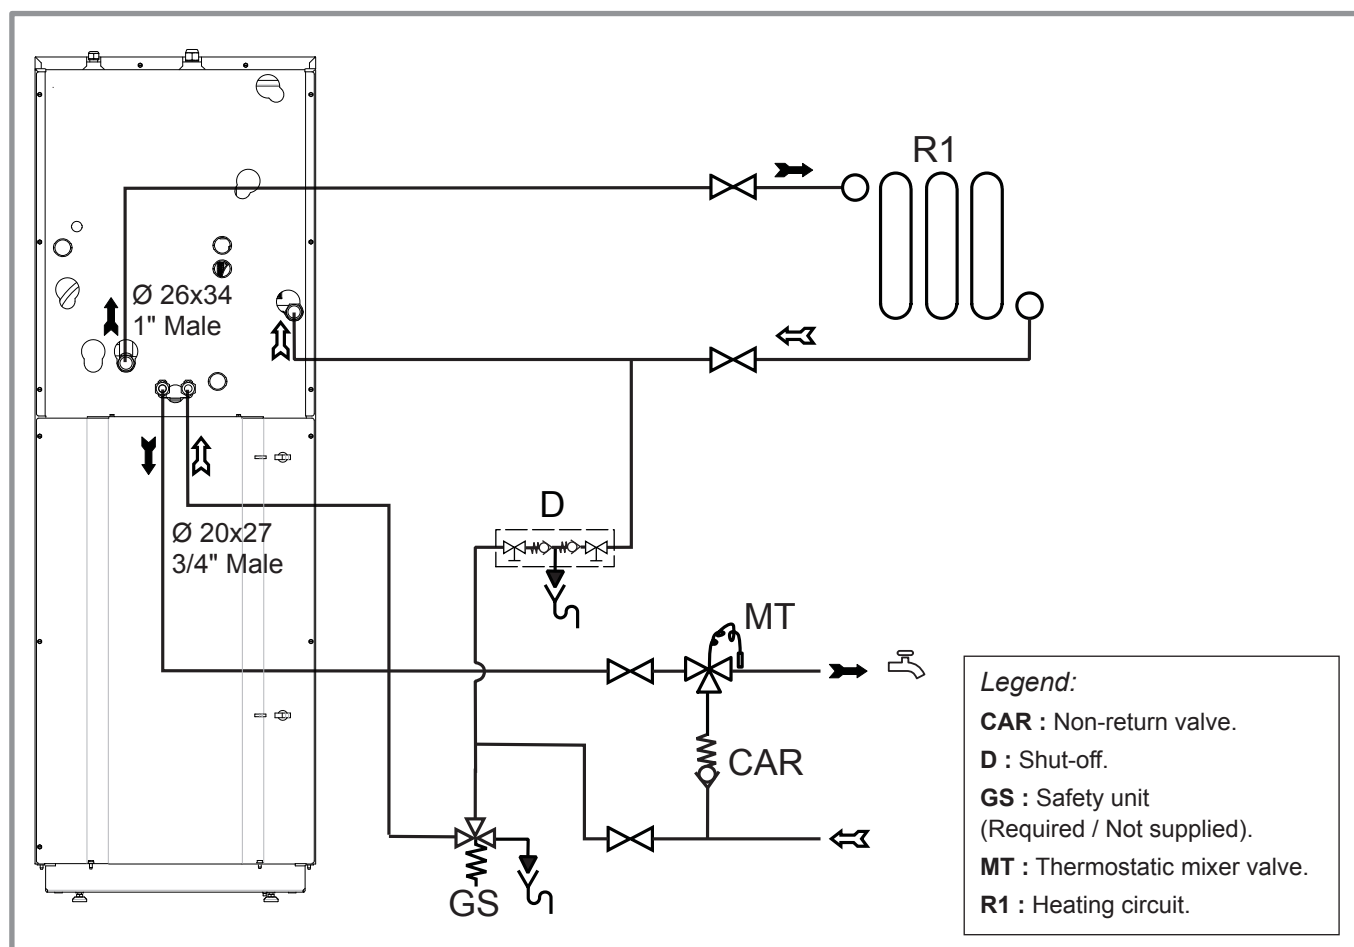 R1
Ø 26x34
1" Male
D
Ø 20x27
3/4" Male
MT
CAR
GS
Legend:
CAR : Non-return valve.
D : Shut-off.
GS : Safety unit
(Required / Not supplied).
MT : Thermostatic mixer valve.
R1 : Heating circuit.